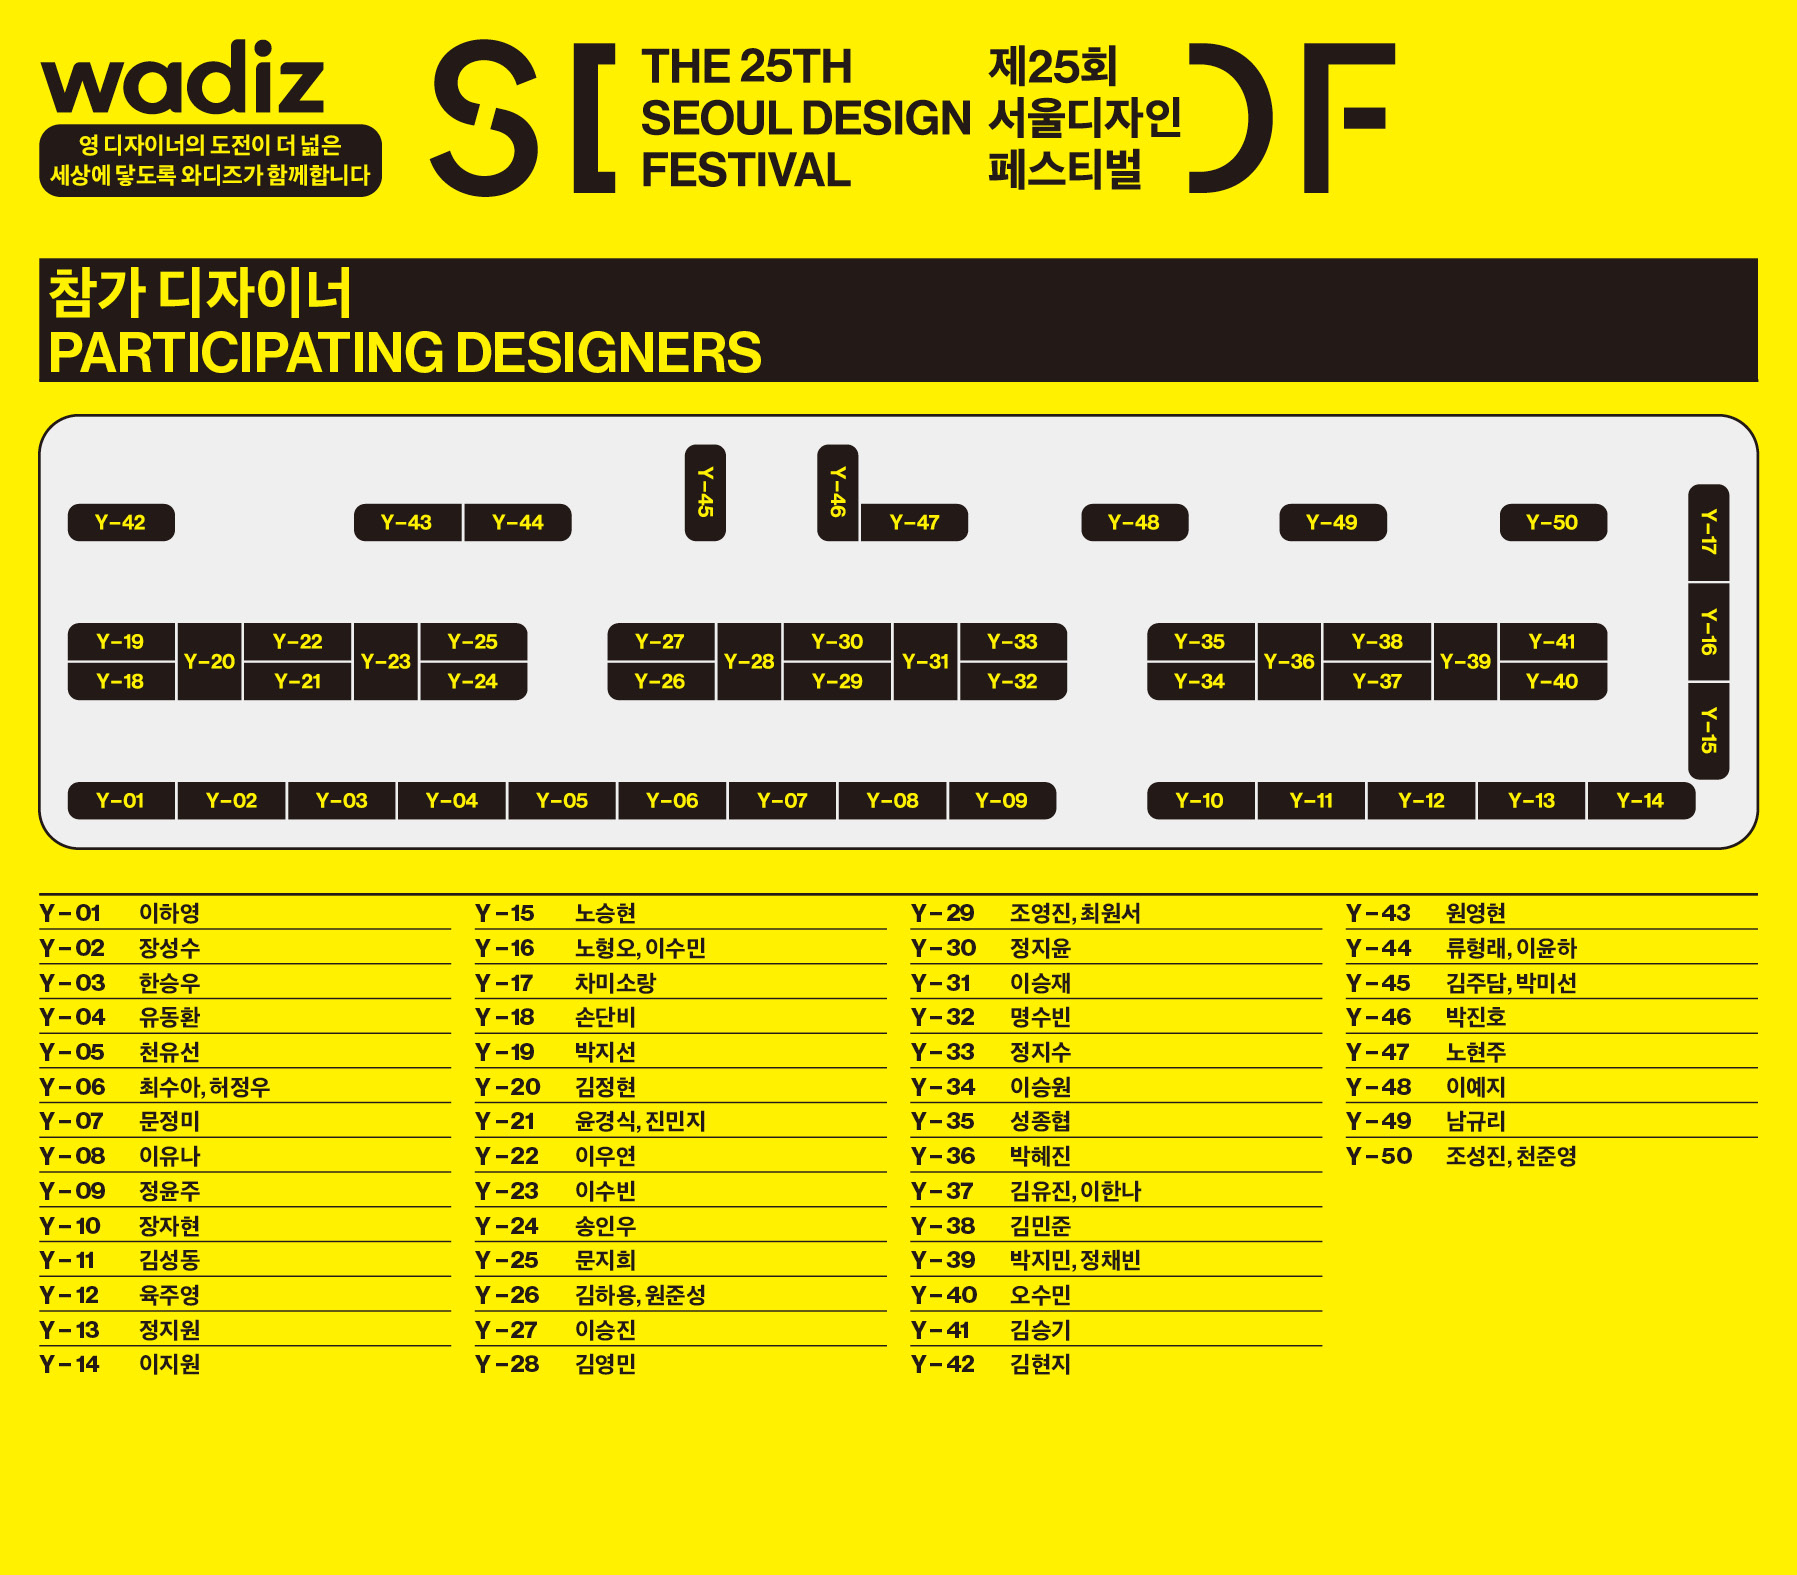 wadiz
영 디자이너의 도전이 더 넓은
세상에 닿도록 와디즈가 함께합니다
SD
THE 25TH
SEOUL DESIGN
FESTIVAL
제25회
서울디자인
페스티벌
DF
참가 디자이너
PARTICIPATING DESIGNERS
Y-45
Y-46
Y-42
Y-43
Y-44
Y-47
Y-48
Y-49
Y-50
Y-17
Y-16
Y-15
Y-19
Y-18
Y-20
Y-22
Y-21
Y-23
Y-25
Y-24
Y-27
Y-26
Y-28
Y-30
Y-29
Y-31
Y-33
Y-32
Y-35
Y-34
Y-36
Y-38
Y-37
Y-39
Y-41
Y-40
Y-01
Y-02
Y-03
Y-04
Y-05
Y-06
Y-07
Y-08
Y-09
Y-10
Y-11
Y-12
Y-13
Y-14
Y-01 이하영
Y-02 장성수
Y-03 한승우
Y-04 유동환
Y-05 천유선
Y-06 최수아, 허정우
Y-07 문정미
Y-08 이유나
Y-09 정윤주
Y-10 장자현
Y-11 김성동
Y-12 육주영
Y-13 정지원
Y-14 이지원
Y-15 노승현
Y-16 노형오, 이수민
Y-17 차미소랑
Y-18 손단비
Y-19 박지선
Y-20 김정현
Y-21 윤경식, 진민지
Y-22 이우연
Y-23 이수빈
Y-24 송인우
Y-25 문지희
Y-26 김하용, 원준성
Y-27 이승진
Y-28 김영민
Y-29 조영진, 최원서
Y-30 정지윤
Y-31 이승재
Y-32 명수빈
Y-33 정지수
Y-34 이승원
Y-35 성종협
Y-36 박혜진
Y-37 김유진, 이한나
Y-38 김민준
Y-39 박지민, 정채빈
Y-40 오수민
Y-41 김승기
Y-42 김현지
Y-43 원영현
Y-44 류형래, 이윤하
Y-45 김주담, 박미선
Y-46 박진호
Y-47 노현주
Y-48 이예지
Y-49 남규리
Y-50 조성진, 천준영